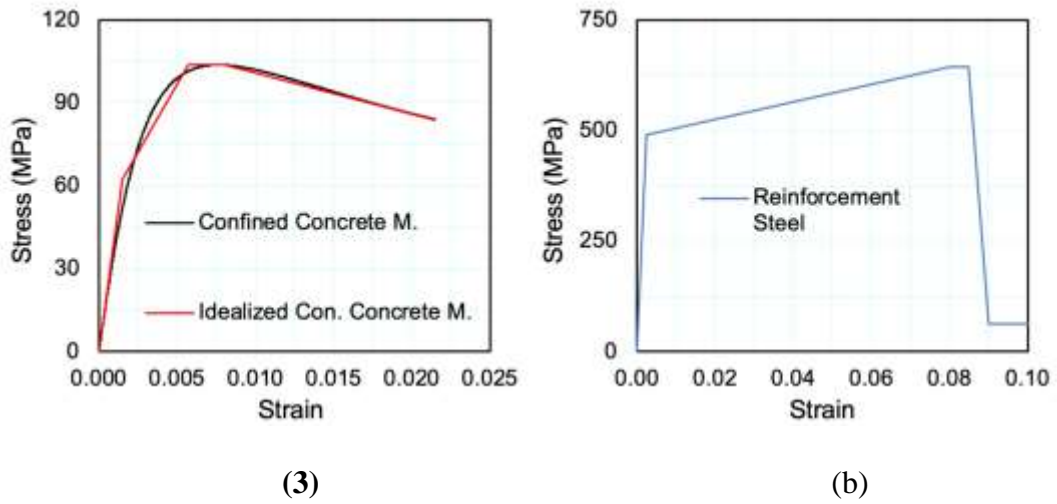 120
90
60
30
0
Stress (MPa)
Confined Concrete M.
Idealized Con. Concrete M.
0.000 0.005 0.010 0.015 0.020 0.025
Strain
(3)
750
500
250
0
Stress (MPa)
Reinforcement
Steel
0.00 0.02 0.04 0.06 0.08 0.10
Strain
(b)